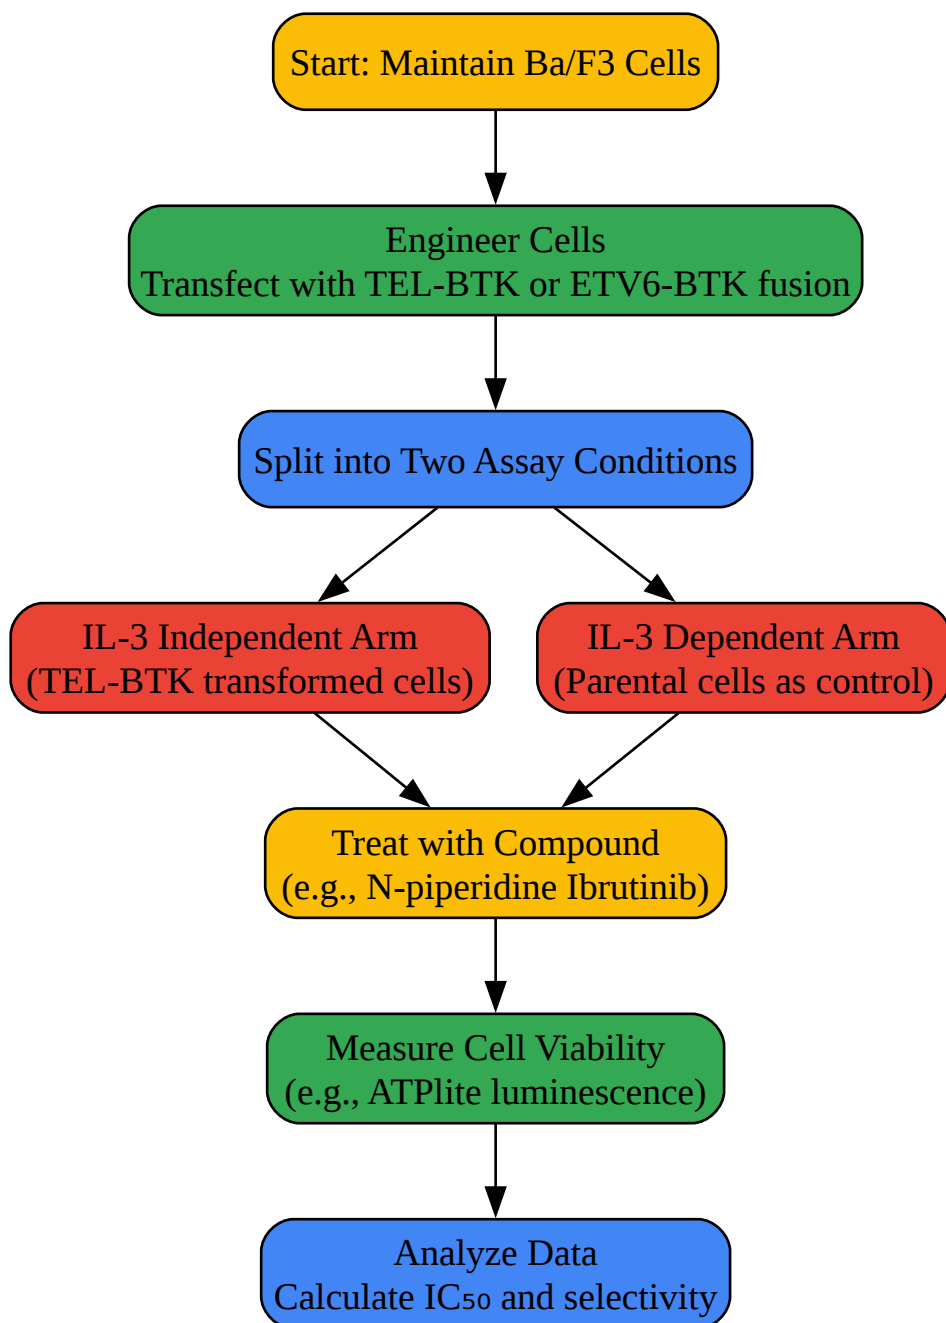 Start: Maintain Ba/F3 Cells
Engineer Cells
Transfect with TEL-BTK or ETV6-BTK fusion
Split into Two Assay Conditions
IL-3 Independent Arm
(TEL-BTK transformed cells)
IL-3 Dependent Arm
(Parental cells as control)
Treat with Compound
(e.g., N-piperidine Ibrutinib)
Measure Cell Viability
(e.g., ATPlite luminescence)
Analyze Data
Calculate IC₅₀ and selectivity